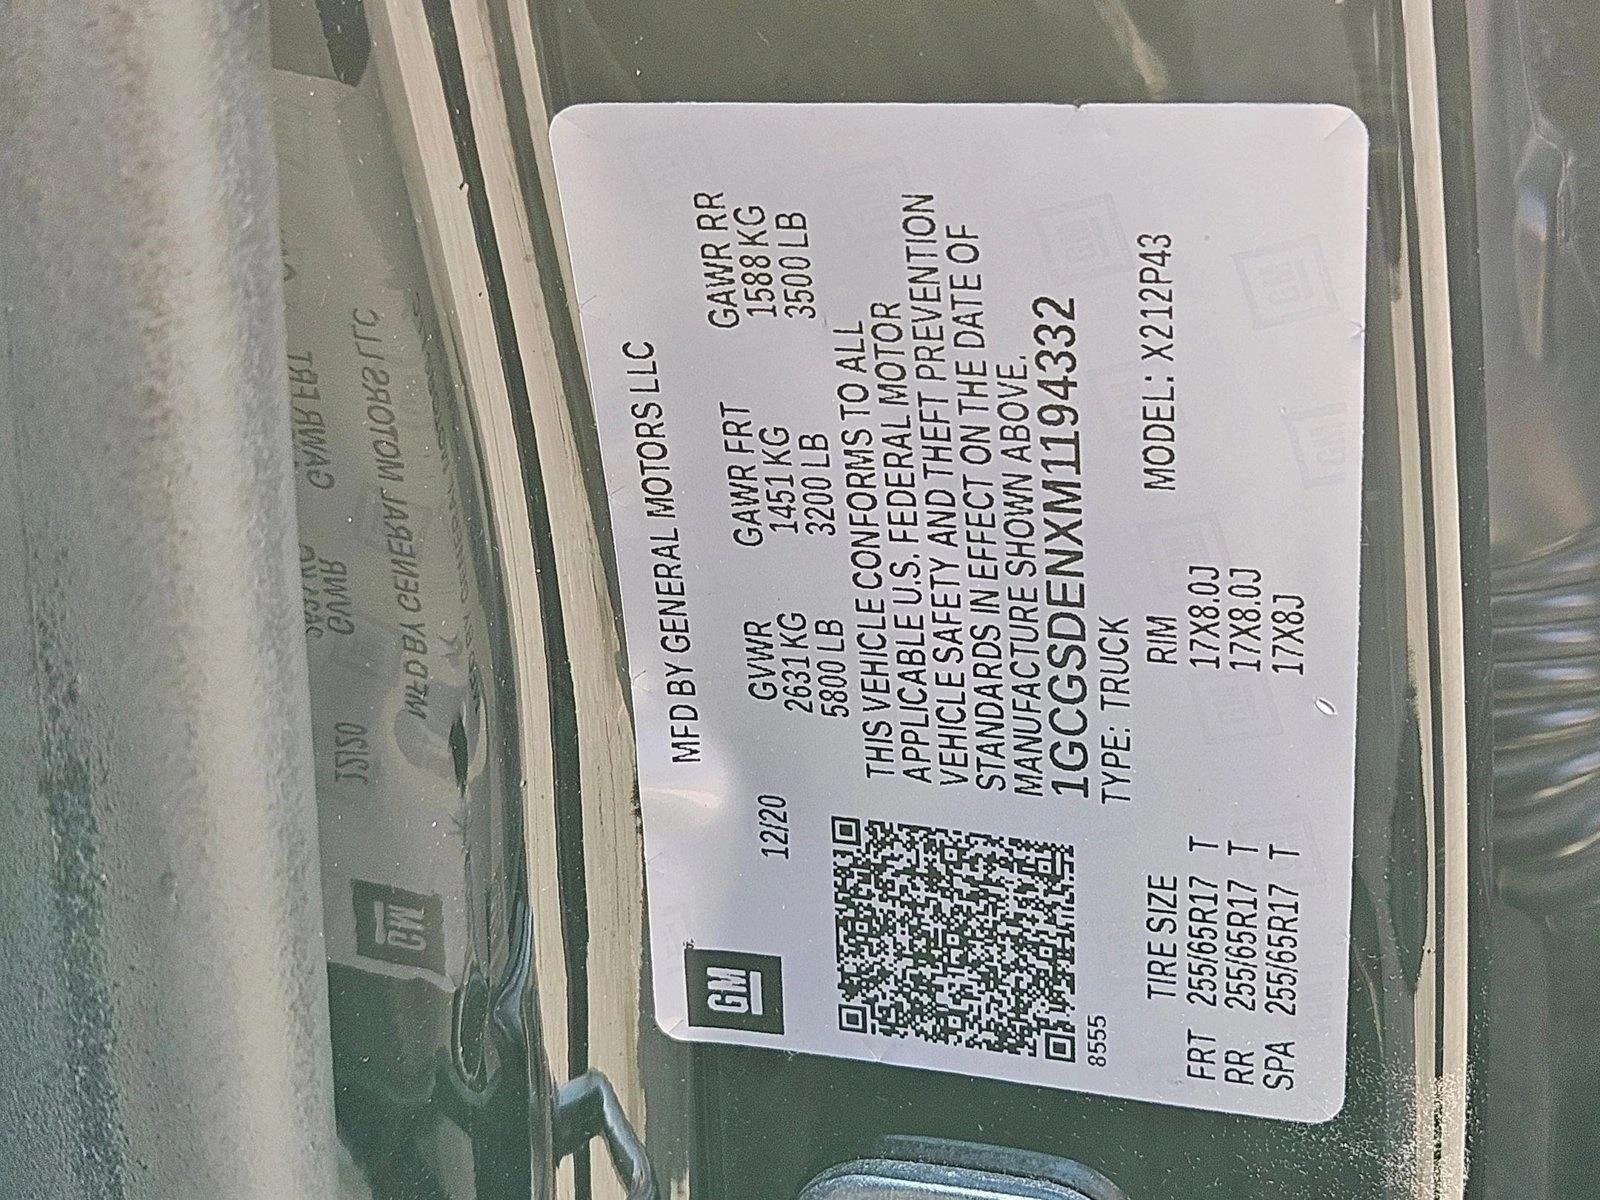 GM
MFD BY GENERAL MOTORS LLC
12/20
GVWR GAWR FRT GAWR RR
2631 KG 1451 KG 1588 KG
5800 LB 3200 LB 3500 LB
THIS VEHICLE CONFORMS TO ALL
APPLICABLE U.S. FEDERAL MOTOR
VEHICLE SAFETY AND THEFT PREVENTION
STANDARDS IN EFFECT ON THE DATE OF
MANUFACTURE SHOWN ABOVE.
1GCGSDENXM1194332
8555
TYPE: TRUCK
TIRE SIZE RIM MODEL: X212P43
FRT 255/65R17 T 17X8.0J
RR 255/65R17 T 17X8.0J
SPA 255/65R17 T 17X8J